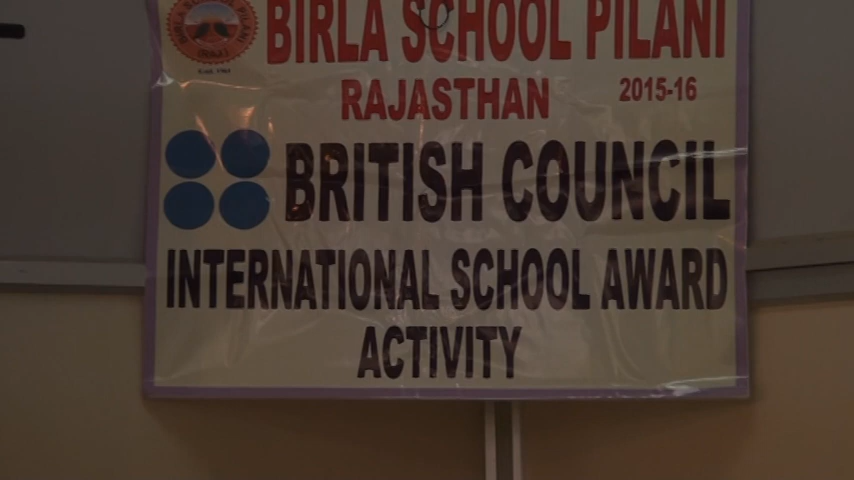 BIRLA SCHOOL PILANI
RAJASTHAN 2015-16
BRITISH COUNCIL
INTERNATIONAL SCHOOL AWARD
ACTIVITY